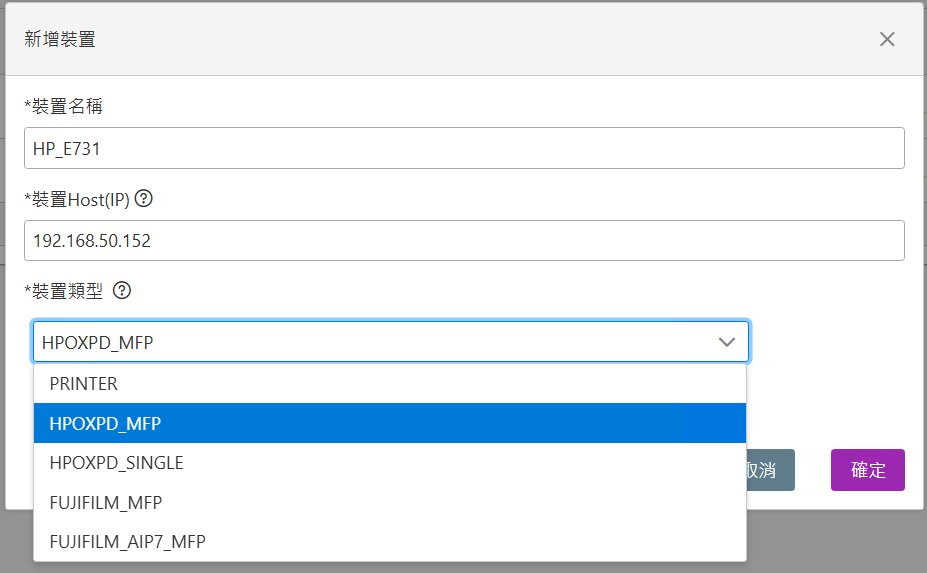 新增裝置
*裝置名稱
HP_E731
*裝置Host(IP)
192.168.50.152
*裝置類型
HPOXPD_MFP
PRINTER
HPOXPD_MFP
HPOXPD_SINGLE
FUJIFILM_MFP
FUJIFILM_AIP7_MFP
取消
確定